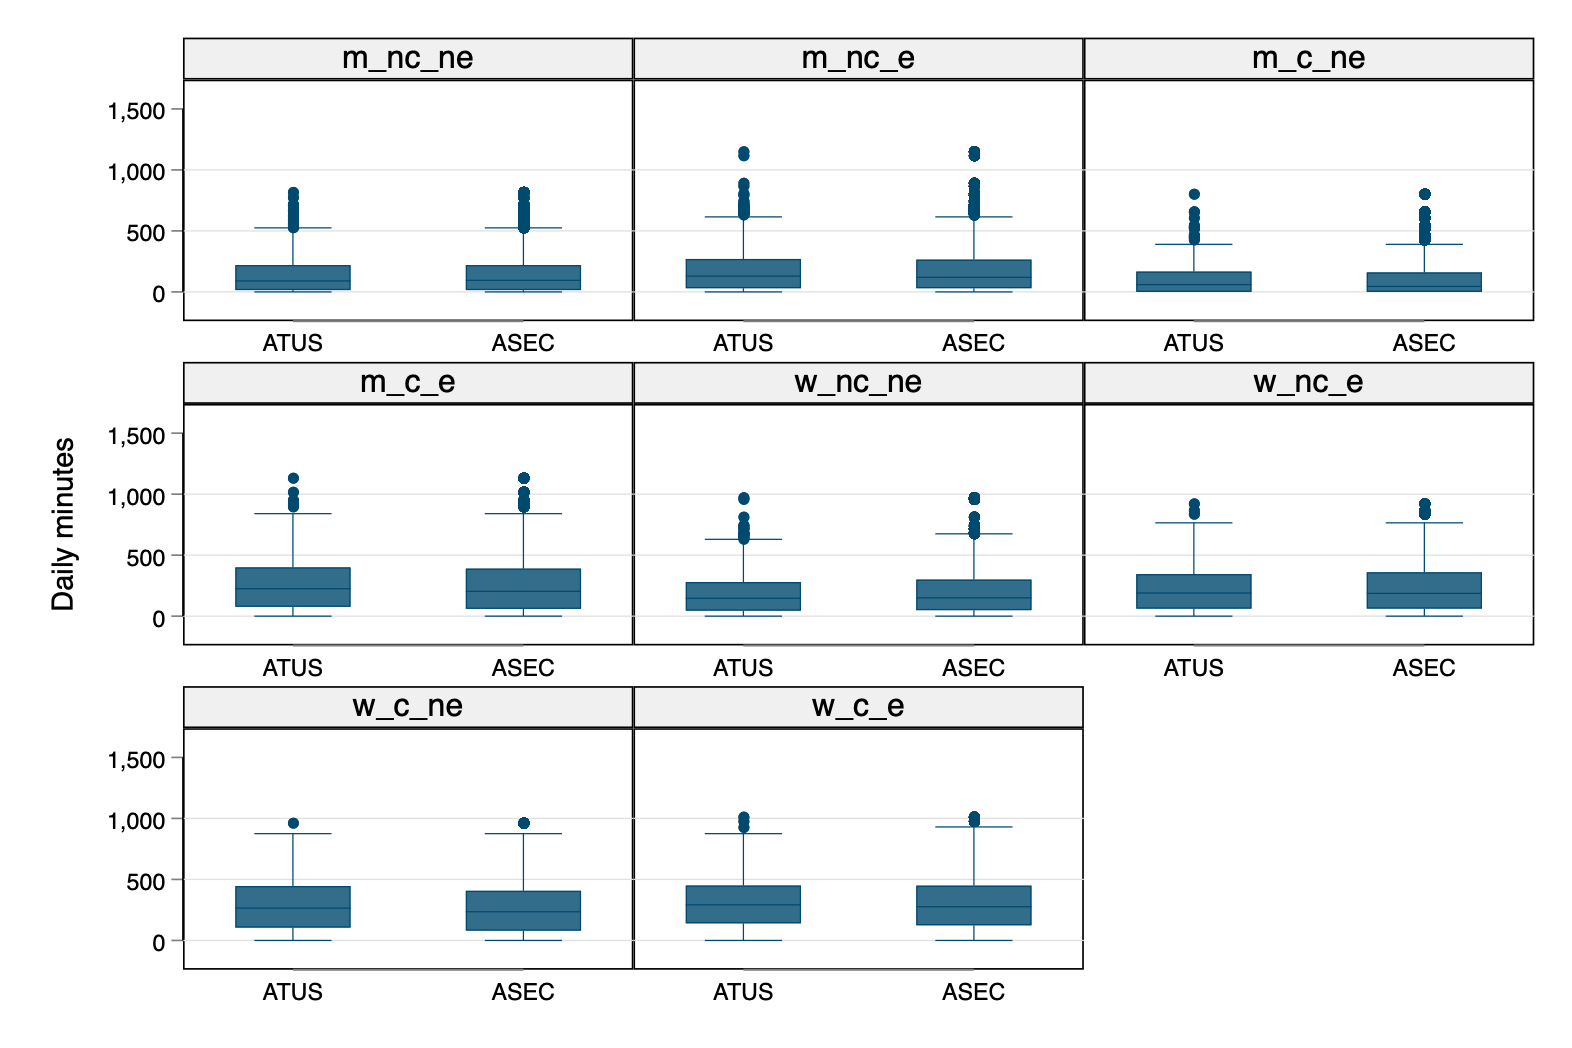 m_nc_ne m_nc_e m_c_ne
1,500
1,000
500
0
ATUS ASEC ATUS ASEC ATUS ASEC
m_c_e w_nc_ne w_nc_e
Daily minutes
1,500
1,000
500
0
ATUS ASEC ATUS ASEC ATUS ASEC
w_c_ne w_c_e
1,500
1,000
500
0
ATUS ASEC ATUS ASEC